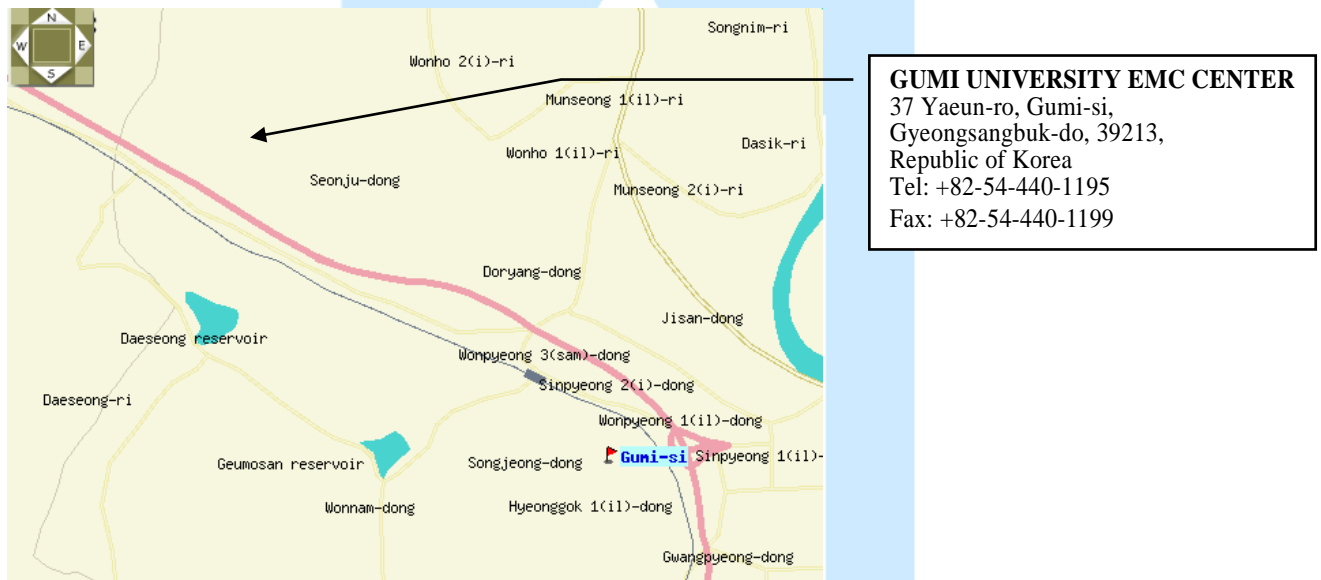 N
W E
S
Songnim-ri
Wonho 2(i)-ri
Munseong 1(il)-ri
Dasik-ri
Wonho 1(il)-ri
Seonju-dong
Munseong 2(i)-ri
Doryang-dong
Jisan-dong
Daeseong reservoir
Wonpyeong 3(sam)-dong
Sinpyeong 2(i)-dong
Daeseong-ri
Wonpyeong 1(il)-dong
Geumosan reservoir
Songjeong-dong
Gumi-si
Sinpyeong 1(il)-
Wonnam-dong
Hyeonggok 1(il)-dong
Gwangpyeong-dong
GUMI UNIVERSITY EMC CENTER
37 Yaeun-ro, Gumi-si,
Gyeongsangbuk-do, 39213,
Republic of Korea
Tel: +82-54-440-1195
Fax: +82-54-440-1199